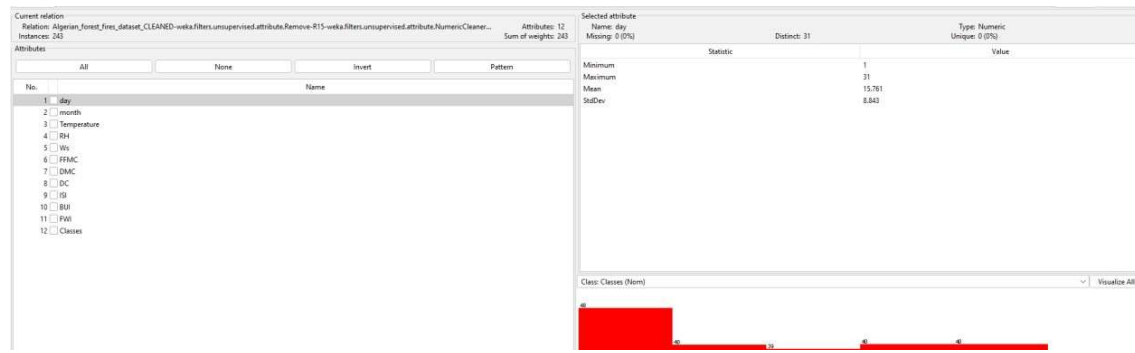 Current relation
Relation: Algerian_forest_fires_dataset_CLEANED-weka.filters.unsupervised.attribute.Remove-R15-weka.filters.unsupervised.attribute.NumericCleaner...
Attributes: 12
Instances: 243
Sum of weights: 243
Attributes
All
None
Invert
Pattern
No.
Name
1 day
2 month
3 Temperature
4 RH
5 Ws
6 FFMC
7 DMC
8 DC
9 ISI
10 BUI
11 FWI
12 Classes
Selected attribute
Name: day
Type: Numeric
Missing: 0 (0%)
Distinct: 31
Unique: 0 (0%)
Statistic
Value
Minimum 1
Maximum 31
Mean 15.761
StdDev 8.843
Class: Classes (Nom)
Visualize All
40
39
40
40